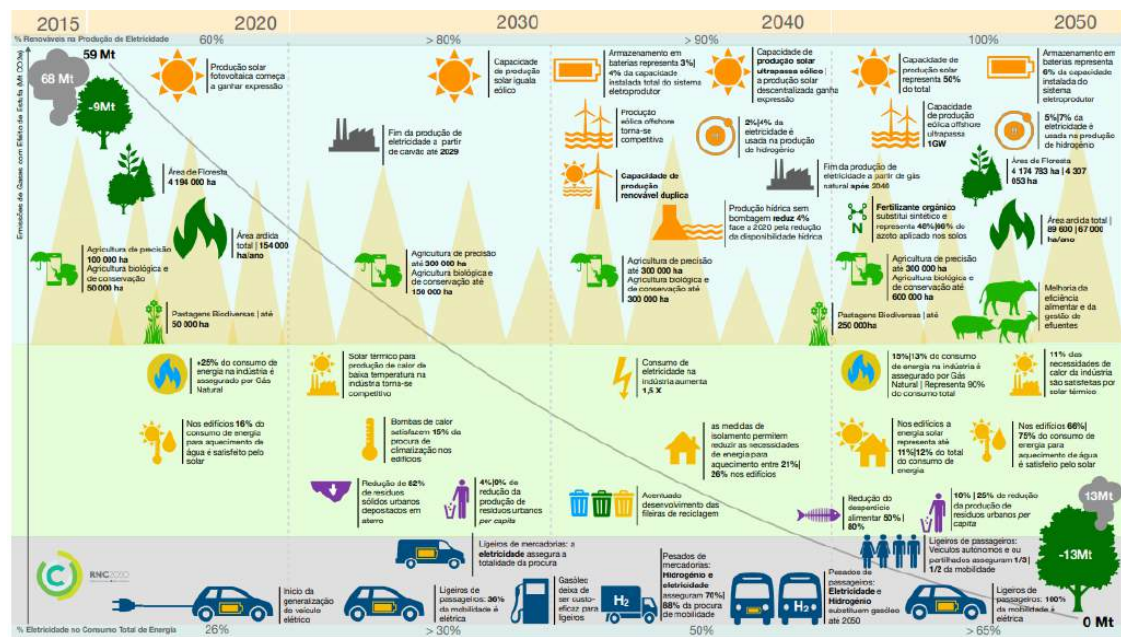 2015
2020
2030
2040
2050
% Renováveis na Produção de Eletricidade
60%
> 80%
> 90%
100%
Emissões de Gases com Efeito de Estufa (Mt CO2e)
59 Mt
68 Mt
-9Mt
Produção solar
fotovoltaica começa
a ganhar expressão
Capacidade
de produção
solar iguala
eólico
Armazenamento em
baterias representa 3%|
4% da capacidade
instalada total do sistema
eletroprodutor
Capacidade de
produção solar
ultrapassa eólico |
a produção solar
descentralizada ganha
expressão
Capacidade de
produção solar
representa 50%
do total
Armazenamento em
baterias representa
6% da capacidade
instalada do
sistema
eletroprodutor
Fim da produção de
eletricidade a partir
de carvão até 2029
Produção
eólica offshore
torna-se
competitiva
2%|4% da
eletricidade é
usada na produção
de hidrogénio
Capacidade
de produção
eólica offshore
ultrapassa
1GW
5%|7% da
eletricidade é
usada na produção
de hidrogénio
Área de Floresta
4 194 000 ha
Capacidade de
produção
renovável duplica
Fim da produção de
eletricidade a partir de gás
natural após 2040
Área de Floresta
4 174 783 ha | 4 307
053 ha
Área ardida
total | 154 000
ha/ano
Produção hídrica sem
bombagem reduz 4%
face a 2020 pela redução
da disponibilidade hídrica
N
Fertilizante orgânico
substitui sintético e
representa
azoto aplicado nos solos
Área ardida total |
89 600 | 67 000
ha/ano
Agricultura de precisão
100 000 ha
Agricultura biológica e
de conservação
50 000 ha
Agricultura de precisão
até 300 000 ha
Agricultura biológica e
de conservação até
150 000 ha
Agricultura de precisão
até 300 000 ha
Agricultura biológica e
de conservação até
300 000 ha
Agricultura de precisão
até 300 000 ha
Agricultura biológica e
de conservação até
600 000 ha
Melhoria da
eficiência
alimentar e da
gestão de
efluentes
Pastagens Biodiversas | até
50 000 ha
Pastagens Biodiversas | até
250 000ha
+25% do consumo de
energia na indústria é
assegurado por Gás
Natural
Solar térmico para
produção de calor de
baixa temperatura na
indústria torna-se
competitivo
Consumo de
eletricidade na
indústria aumenta
1,5 X
15%|13% do consumo
de energia na indústria é
assegurado por Gás
Natural | Representa 90%
do consumo total
11% das
necessidades de
calor da indústria
são satisfeitas por
solar térmico
Nos edifícios 16% do
consumo de energia
para aquecimento de
água é satisfeito pelo
solar
Bombas de calor
satisfazem 15% da
procura de
climatização nos
edifícios
as medidas de
isolamento permitem
reduzir as necessidades
de energia para
aquecimento entre 21%|
26% nos edifícios
Nos edifícios a
energia solar
representa até
11%|12% do total
do consumo de
energia
Nos edifícios 66%|
75% do consumo de
energia para
aquecimento de água
é satisfeito pelo solar
Redução de 62%
de resíduos
sólidos urbanos
depostados em
aterro
de
redução da
produção de
resíduos urbanos
per capita
Acentuado
desenvolvimento das
fileiras de reciclagem
Redução do
desperdício
alimentar 50% |
80%
10% | 25% de redução
da produção de
resíduos urbanos per
capita
13Mt
-13Mt
0 Mt
Ligeiros de mercadorias: a
eletricidade assegura a
totalidade da procura
Pesados de
mercadorias:
Hidrogénio e
eletricidade
asseguram 70%|
88% da procura
de mobilidade
Ligeiros de passageiros:
Veículos autónomos e ou
partilhados asseguram 1/3|
1/2 da mobilidade
RNC2050
Início da
generalização
do veículo
elétrico
Ligeiros de
passageiros: 36%
da mobilidade é
elétrica
Gasóleo
deixa de
ser custo-
eficaz para
ligeiros
H2
H2
Pesados de
passageiros:
Eletricidade e
Hidrogénio
substituem gasóleo
até 2050
Ligeiros de
passageiros: 100%
da mobilidade é
elétrica
% Eletricidade no Consumo Total de Energia
26%
> 30%
50%
> 65%